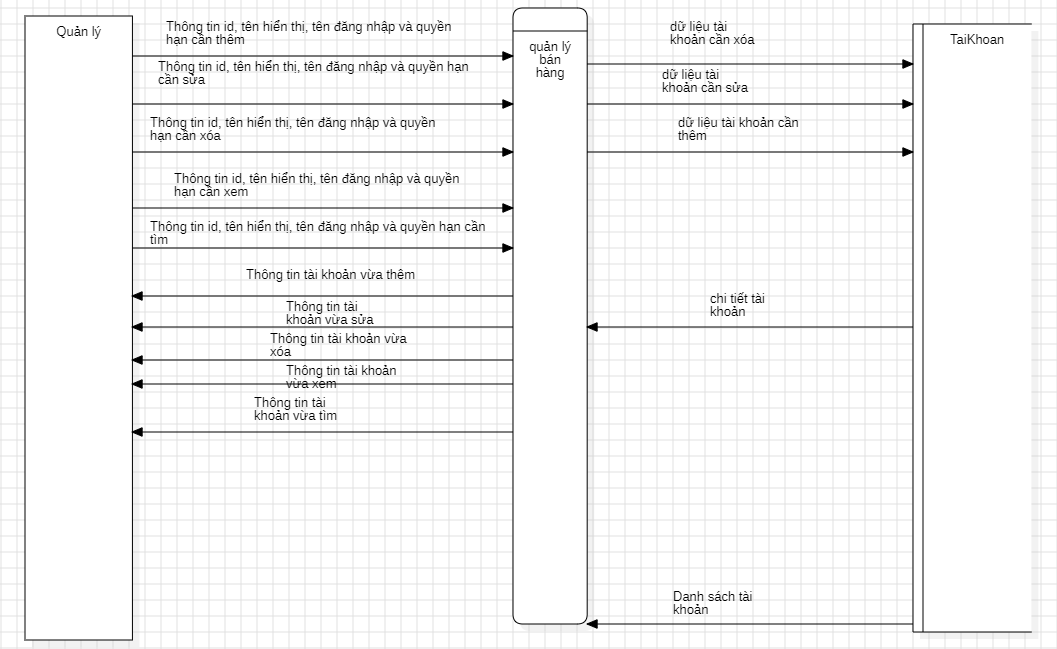 Quản lý
Thông tin id, tên hiển thị, tên đăng nhập và quyền
hạn cần thêm
Thông tin id, tên hiển thị, tên đăng nhập và quyền hạn
cần sửa
Thông tin id, tên hiển thị, tên đăng nhập và quyền
hạn cần xóa
Thông tin id, tên hiển thị, tên đăng nhập và quyền
hạn cần xem
Thông tin id, tên hiển thị, tên đăng nhập và quyền hạn cần
tìm
Thông tin tài khoản vừa thêm
Thông tin tài
khoản vừa sửa
Thông tin tài khoản vừa
xóa
Thông tin tài khoản
vừa xem
Thông tin tài
khoản vừa tìm
quản lý
bán
hàng
dữ liệu tài
khoản cần xóa
dữ liệu tài
khoản cần sửa
dữ liệu tài khoản cần
thêm
chi tiết tài
khoản
Danh sách tài
khoản
TaiKhoan